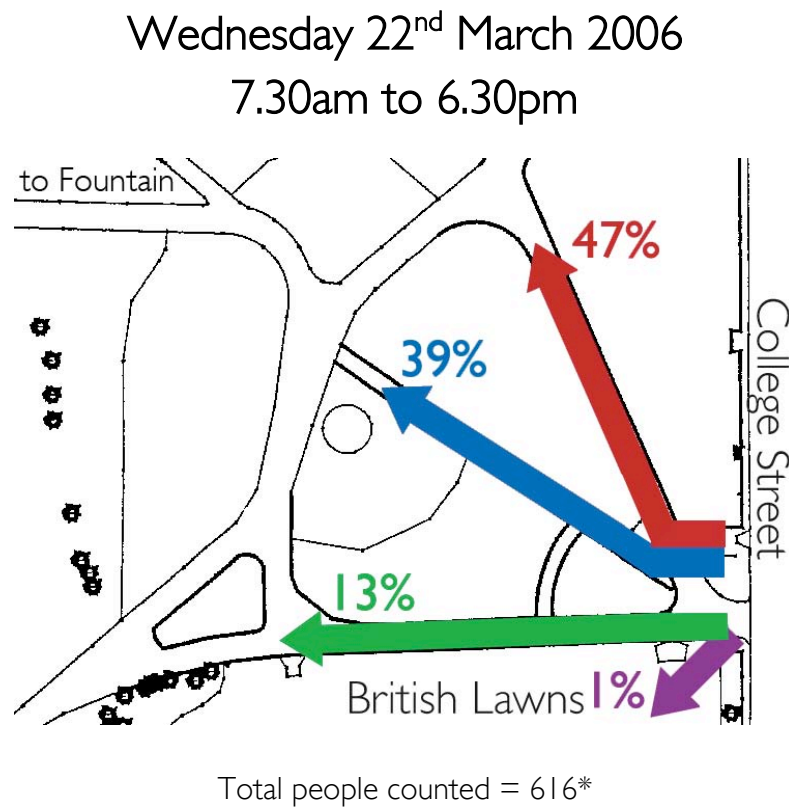 Wednesday 22nd March 2006
7.30am to 6.30pm
to Fountain
47%
39%
College Street
13%
British Lawns
1%
Total people counted = 616*